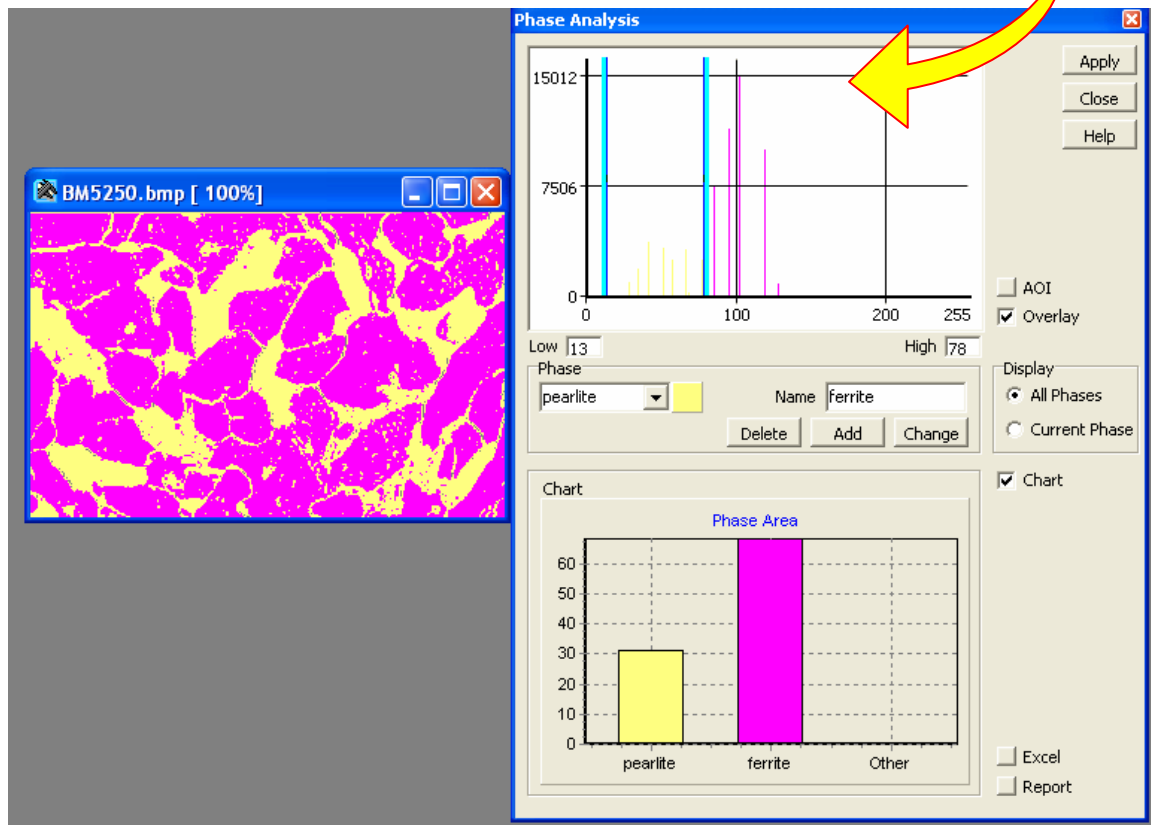 Phase Analysis
Apply
Close
Help
15012
7506
0
0 100 200 255
BM5250.bmp [ 100%]
AOI
Overlay
Low 13 High 78
Phase
pearlite Name ferrite
Delete Add Change
Display
All Phases
Current Phase
Chart
Chart
Phase Area
60
50
40
30
20
10
0
pearlite ferrite Other
Excel
Report